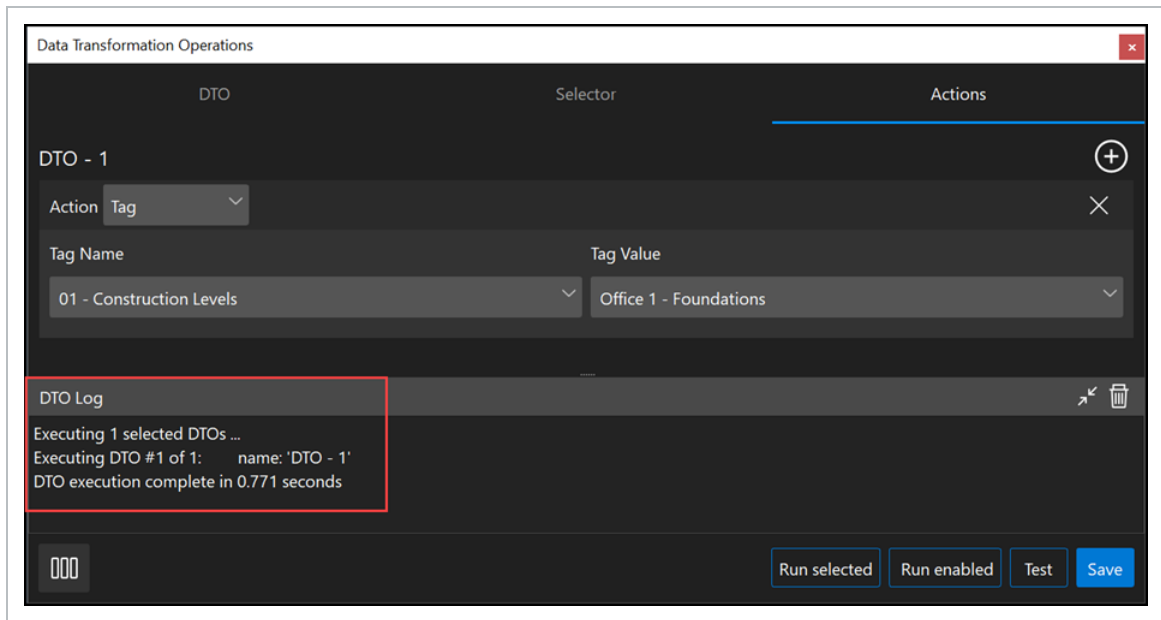 Data Transformation Operations
DTO
Selector
Actions
DTO - 1
Action Tag
Tag Name
Tag Value
01 - Construction Levels
Office 1 - Foundations
DTO Log
Executing 1 selected DTOs ...
Executing DTO #1 of 1: name: 'DTO - 1'
DTO execution complete in 0.771 seconds
Run selected
Run enabled
Test
Save